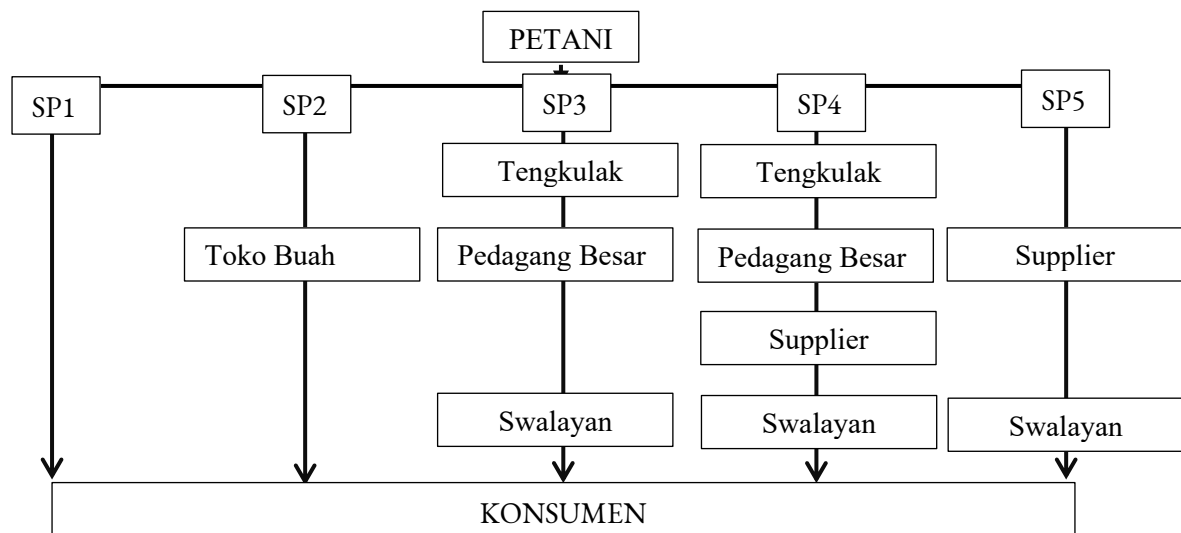 PETANI
SP1
SP2
SP3
SP4
SP5
Tengkulak
Tengkulak
Toko Buah
Pedagang Besar
Pedagang Besar
Supplier
Supplier
Swalayan
Swalayan
Swalayan
KONSUMEN